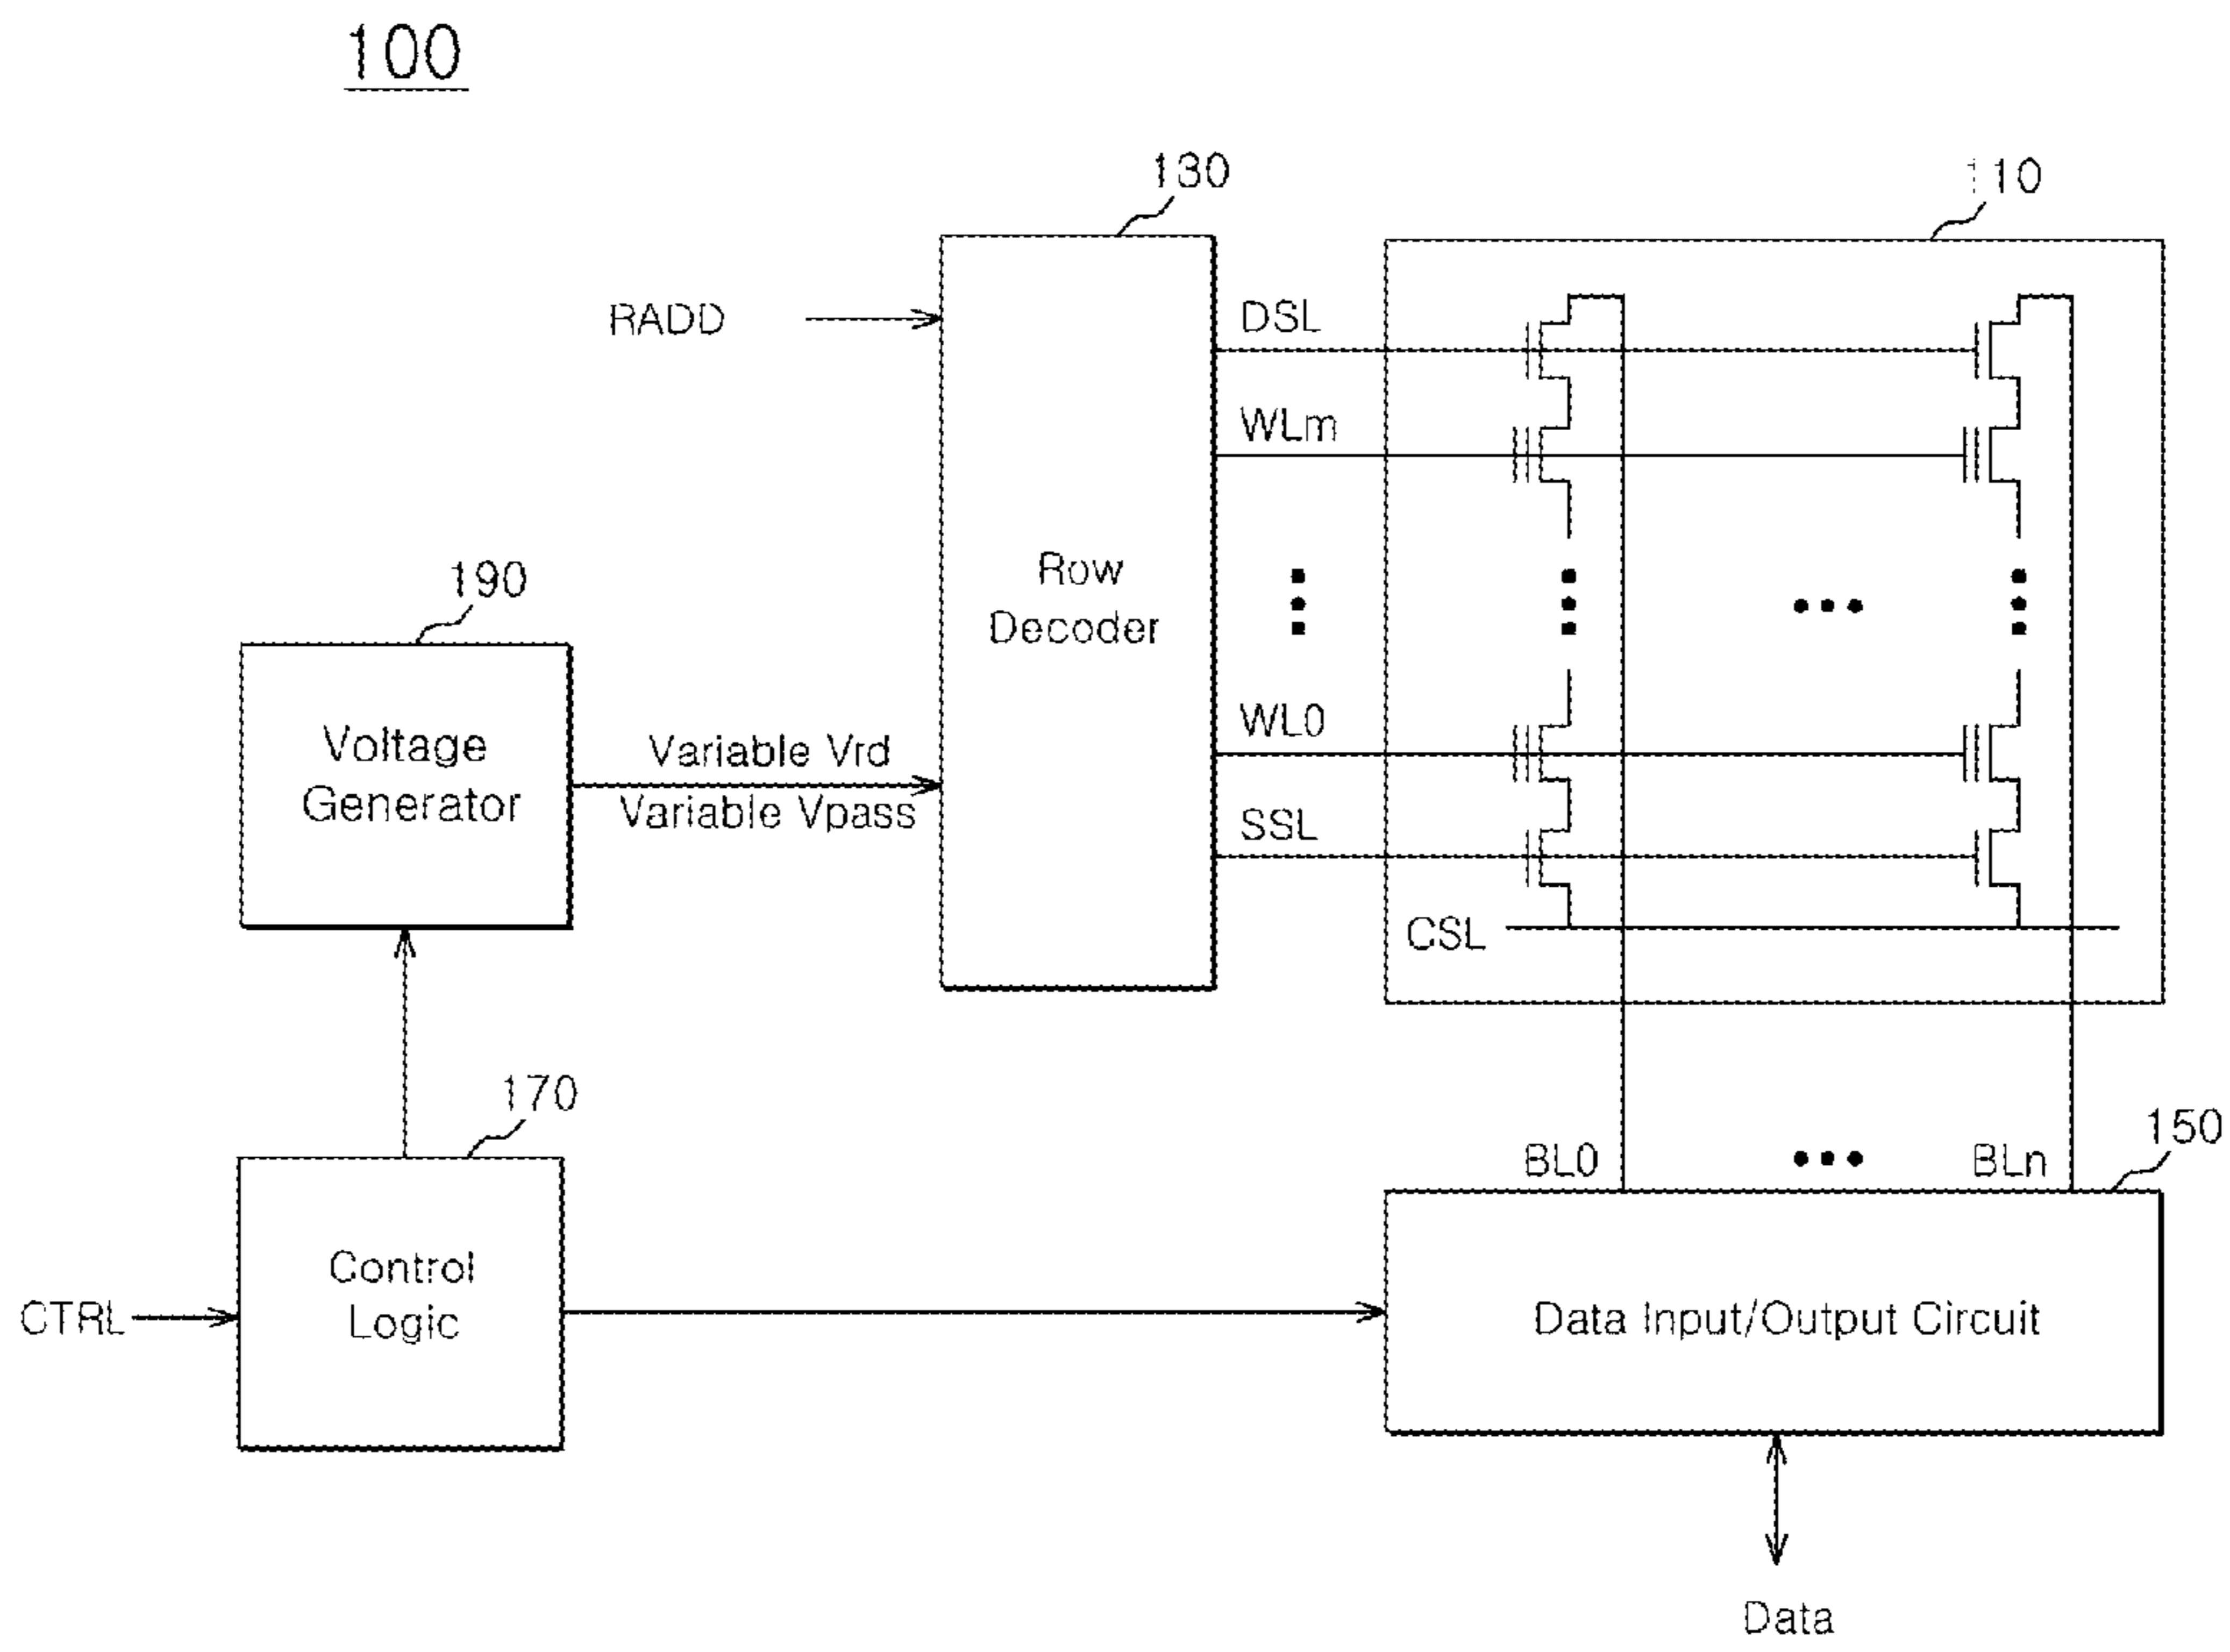 100
130
110
RADD
DSL
WLm
Row
Decoder
190
Voltage
Generator
Variable Vrd
Variable Vpass
WL0
SSL
CSL
170
150
BL0
BLn
Control
Logic
CTRL
Data Input/Output Circuit
Data